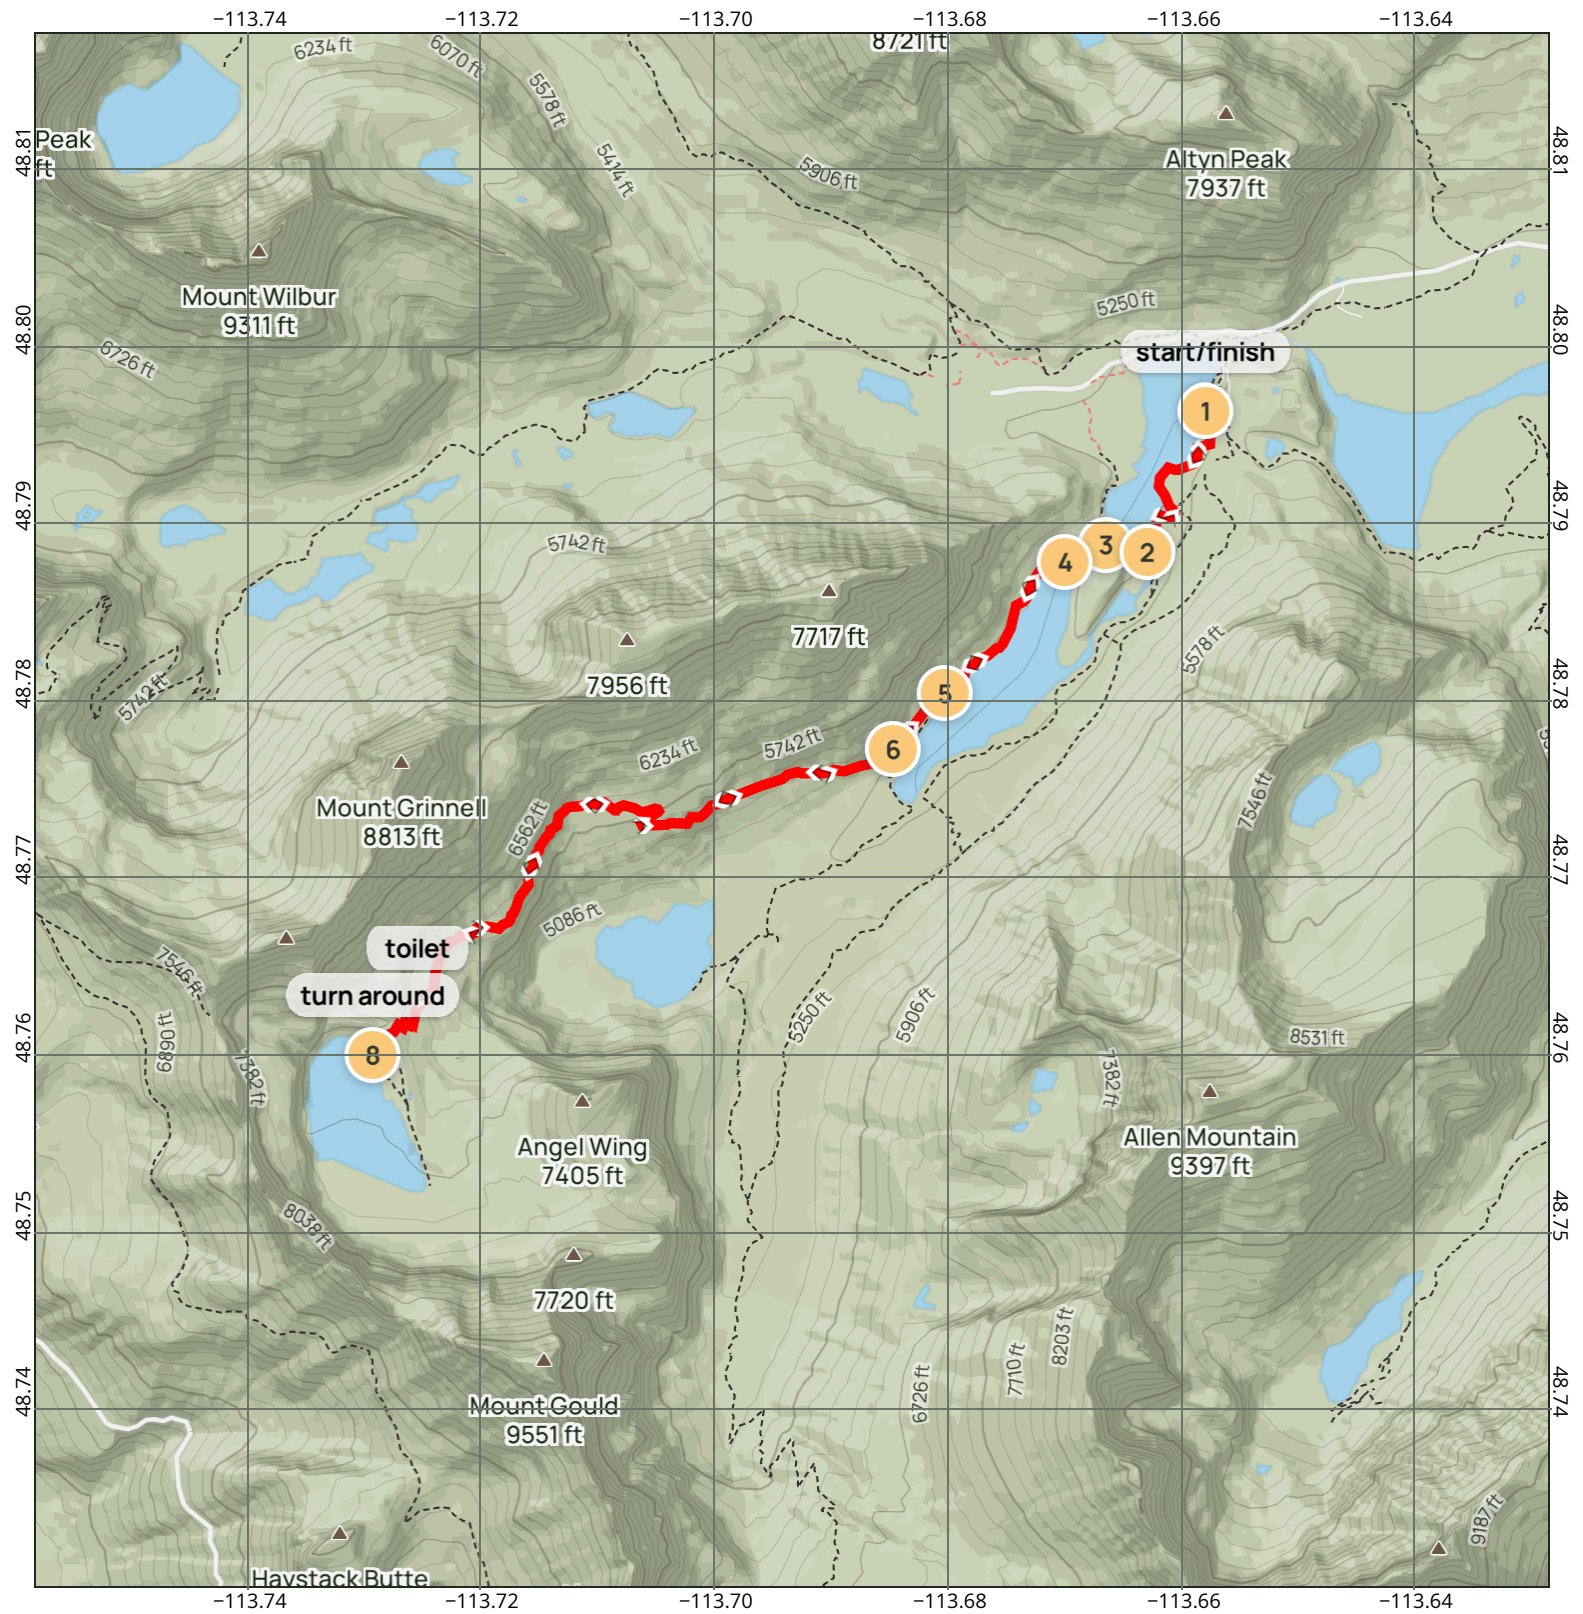 −113.74
−113.72
−113.70
−113.68
−113.66
−113.64
8721 ft
6234 ft
6070 ft
5578 ft
5414 ft
5906 ft
Peak
ft
48.81
48.81
Altyn Peak
7937 ft
Mount Wilbur
9311 ft
5250 ft
48.80
48.80
6726 ft
start/finish
1
48.79
48.79
5742 ft
3
2
4
7717 ft
7956 ft
5578 ft
5742 ft
48.78
48.78
5
6
5742 ft
6234 ft
Mount Grinnell
8813 ft
6562 ft
7546 ft
48.77
48.77
5086 ft
toilet
7546 ft
turn around
5250 ft
5906 ft
8531 ft
6890 ft
7382 ft
8
48.76
48.76
7382 ft
Angel Wing
7405 ft
Allen Mountain
9397 ft
8038 ft
48.75
48.75
7720 ft
8203 ft
7710 ft
6726 ft
48.74
48.74
Mount Gould
9551 ft
9187 ft
Haystack Butte
−113.74
−113.72
−113.70
−113.68
−113.66
−113.64